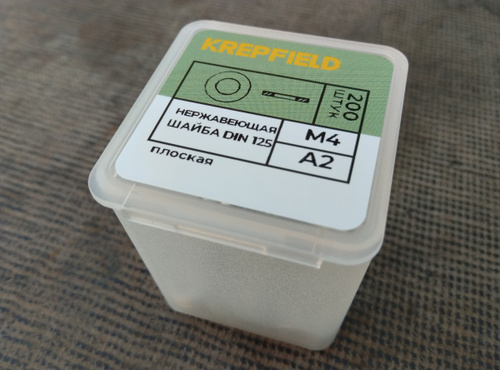 KREPFIELD
200
ШТУК
НЕРЖАВЕЮЩАЯ
ШАЙБА DIN 125
M4
A2
плоская